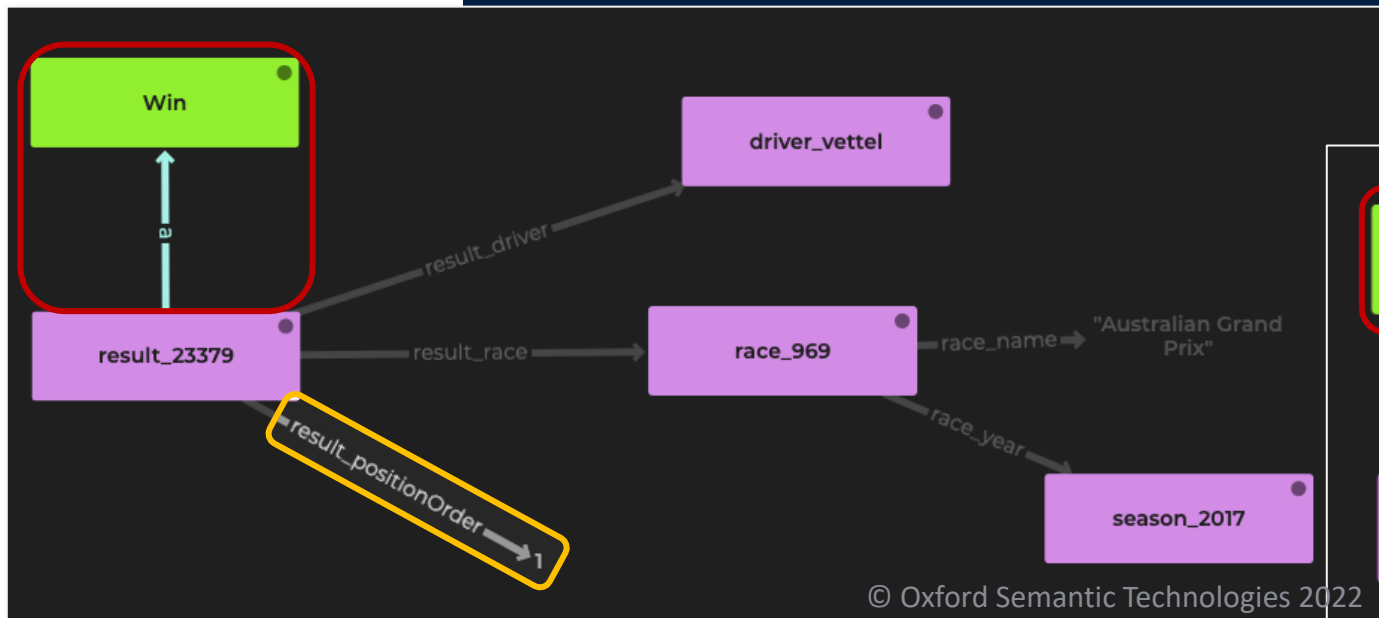 Win
driver_vettel
a
result_driver
result_23379
result_race
race_969
race_name
"Australian Grand
Prix"
race_year
result_positionOrder
1
season_2017
© Oxford Semantic Technologies 2022